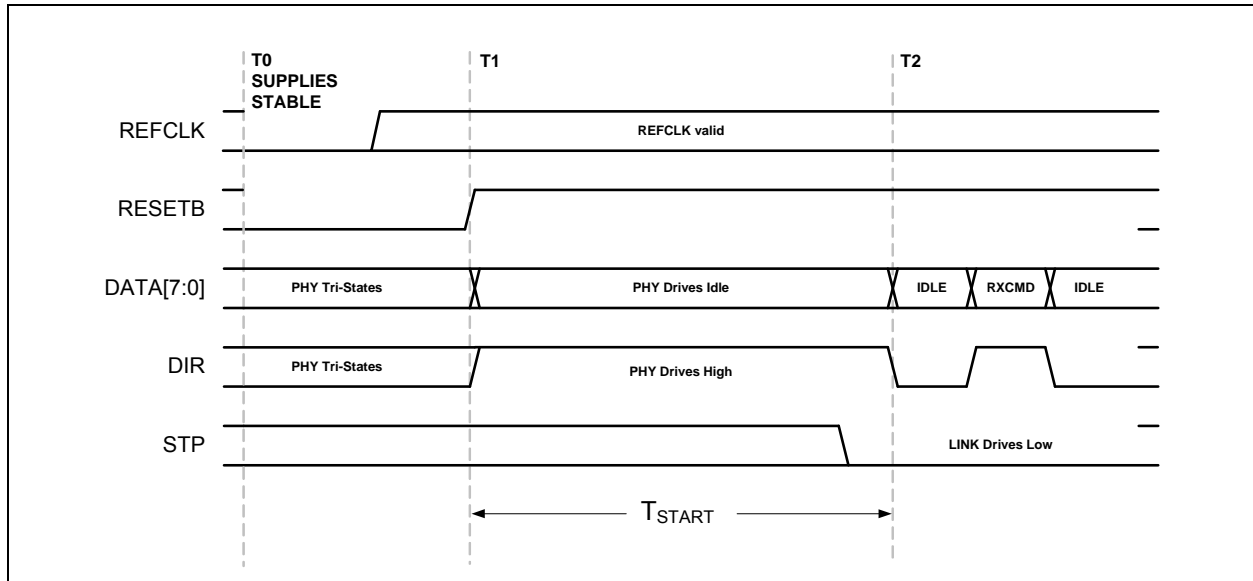 T0
SUPPLIES
STABLE
T1
T2
REFCLK
REFCLK valid
RESETB
DATA[7:0]
PHY Tri-States
PHY Drives Idle
IDLE
RXCMD
IDLE
DIR
PHY Tri-States
PHY Drives High
STP
LINK Drives Low
TSTART